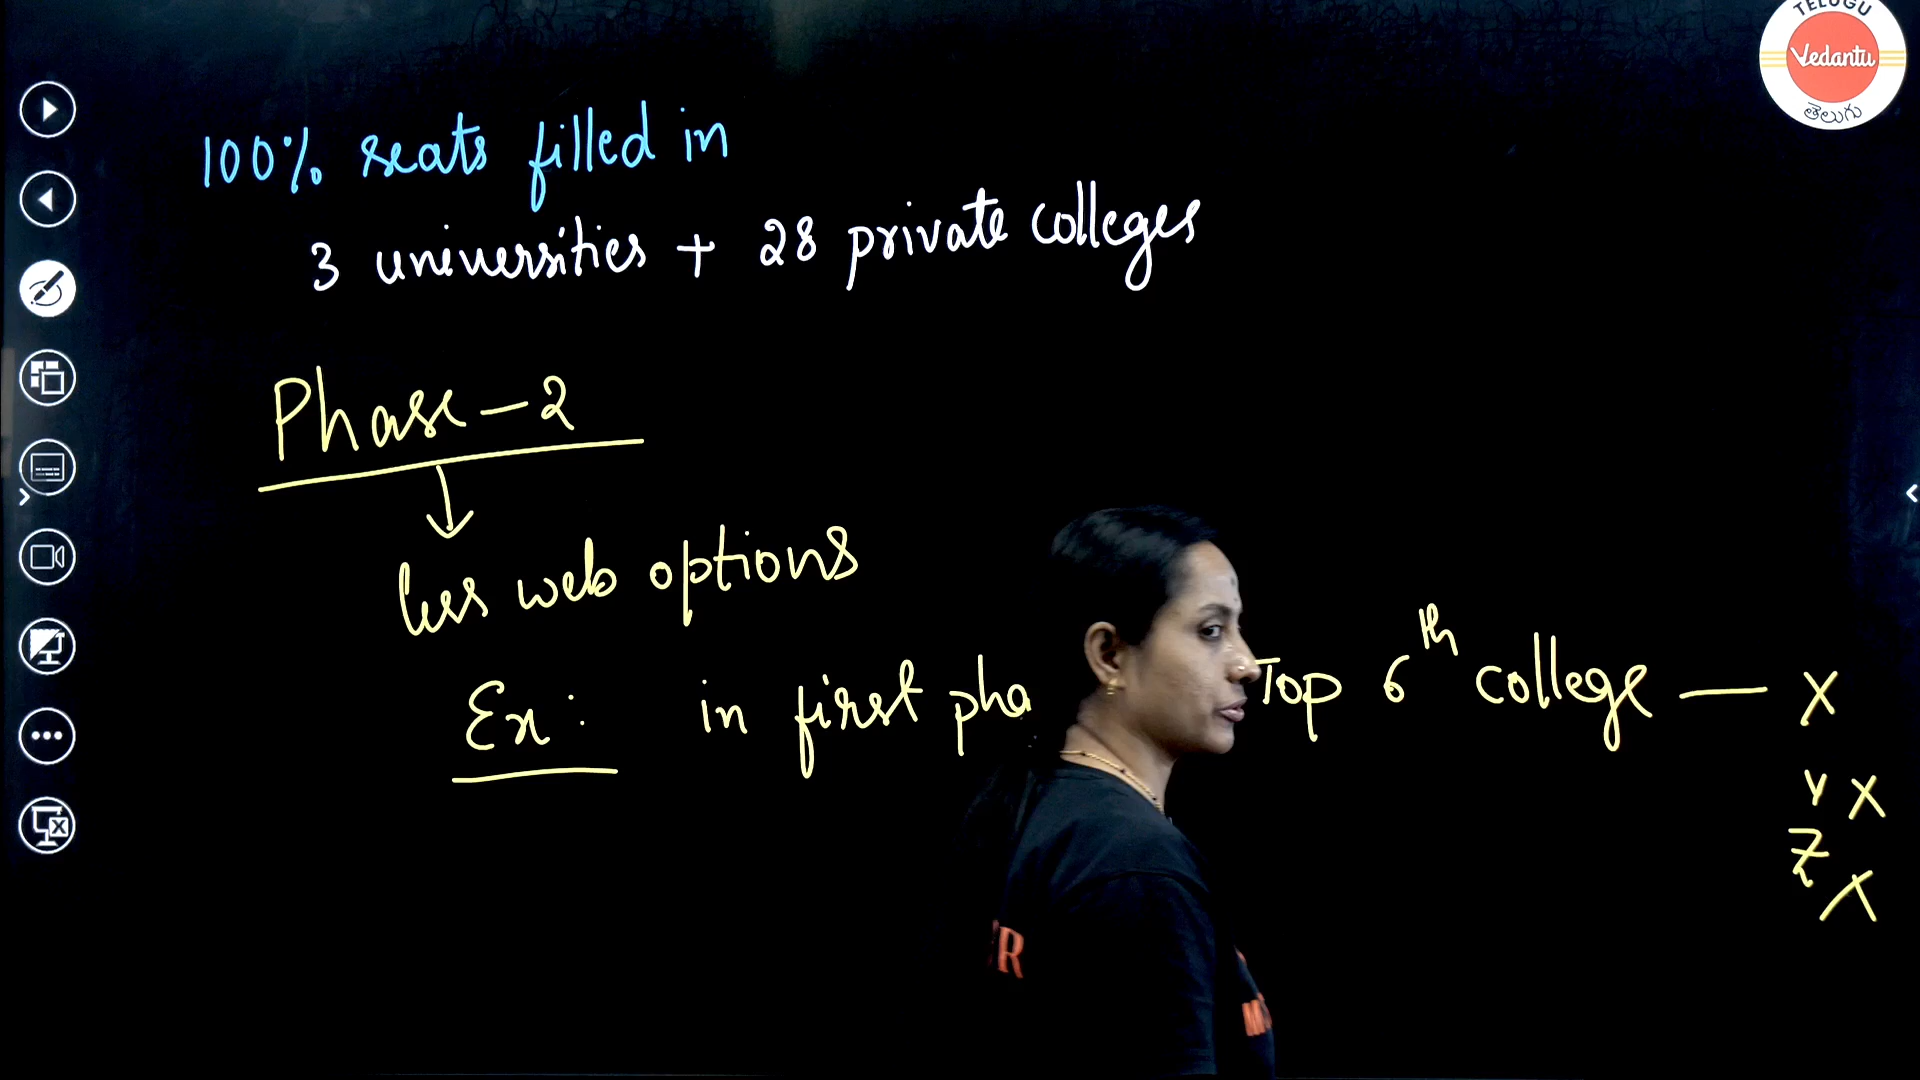 TELUGU
Vedantu
తెలుగు
100% seats filled in
3 universities + 28 private colleges
Phase-2
less web options
Ex: in first pha Top 6th college — X
Y X
Z X
R